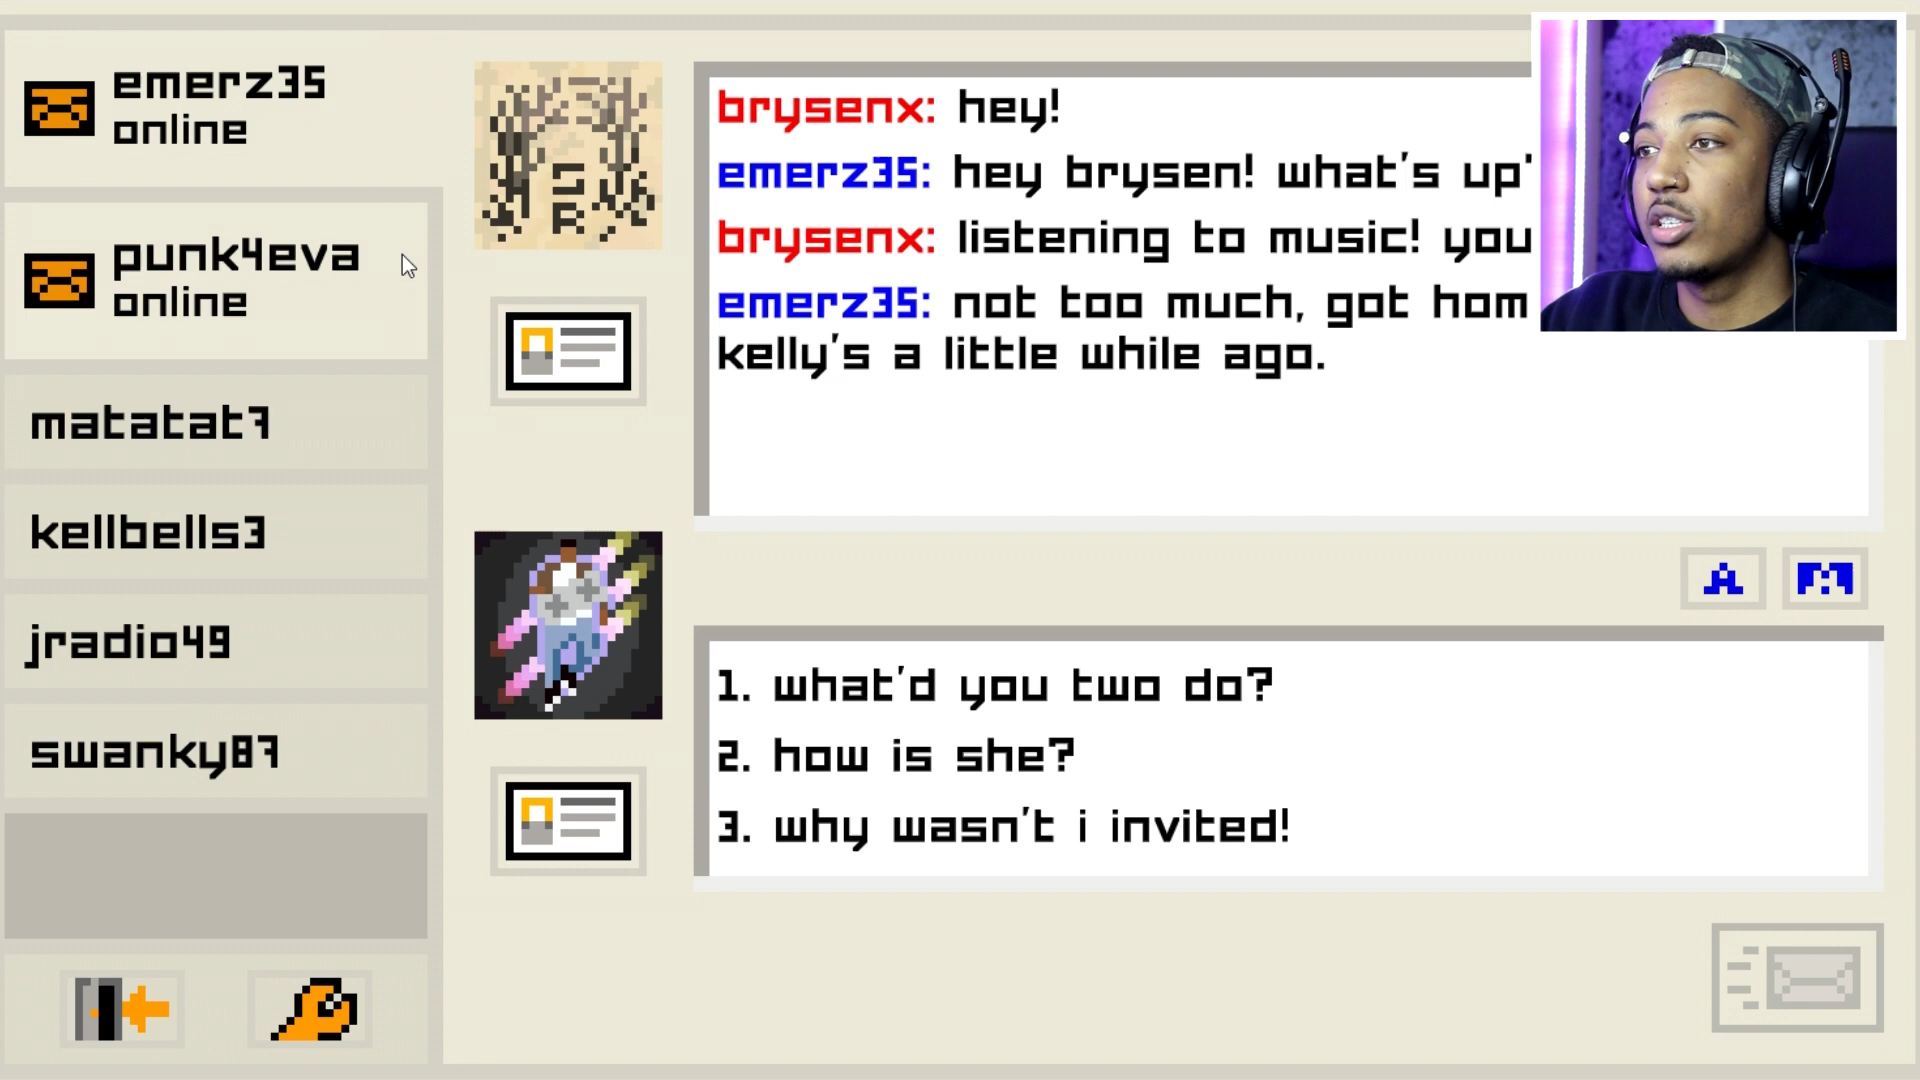 emerz35
online
punk4eva
online
matatat7
kellbells3
jradio49
swanky87
brysenx: hey!
emerz35: hey brysen! what's up
brysenx: listening to music! you
emerz35: not too much, got hom
kelly's a little while ago.
A
1. what'd you two do?
2. how is she?
3. why wasn't i invited!